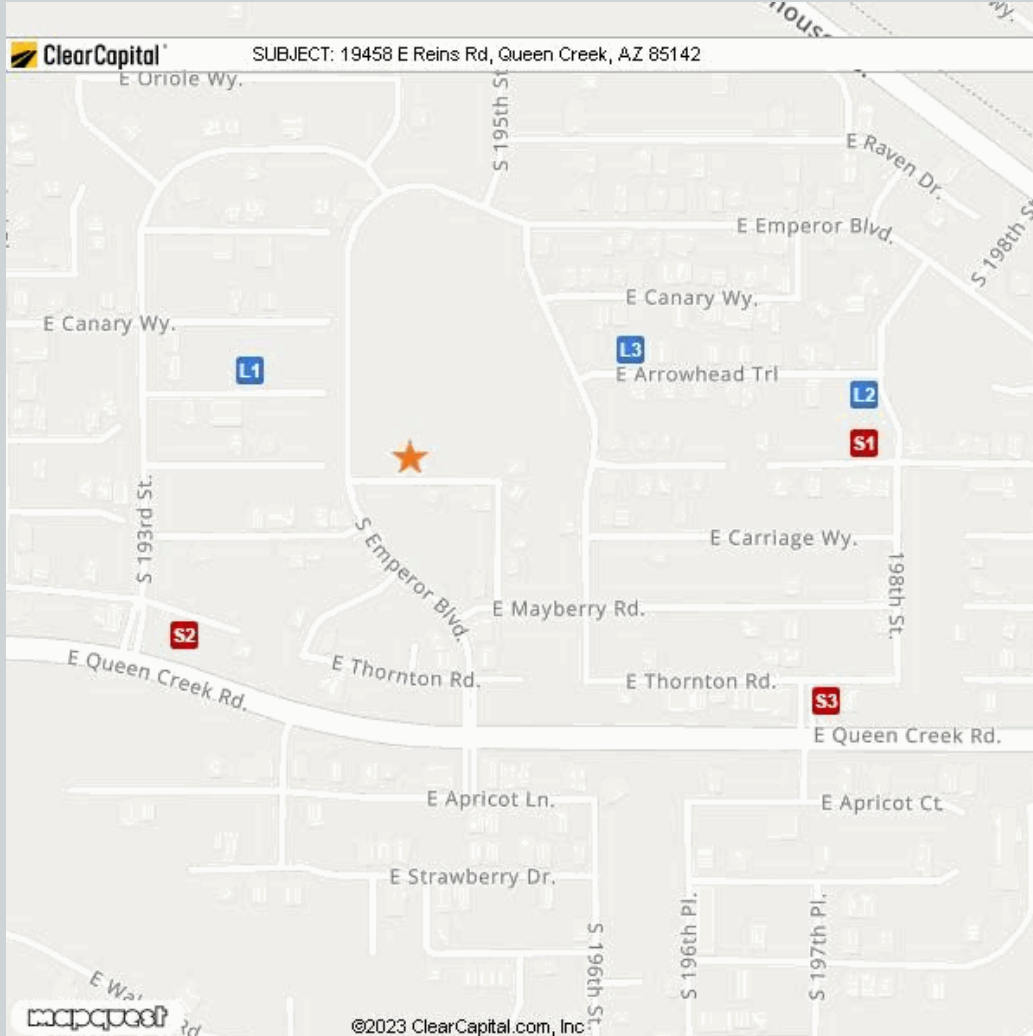 ClearCapital
SUBJECT: 19458 E Reins Rd, Queen Creek, AZ 85142
E Oriole Wy.
S 195th St
E Raven Dr.
E Emperor Blvd.
S 198th St
E Canary Wy.
E Canary Wy.
L3
L1
E Arrowhead Trl
L2
S1
S 193rd St.
S Emperor Blvd.
E Carriage Wy.
198th St.
E Mayberry Rd.
S2
E Queen Creek Rd.
E Thornton Rd.
E Thornton Rd.
S3
E Queen Creek Rd.
E Apricot Ln.
E Apricot Ct.
E Strawberry Dr.
S 196th St.
S 196th Pl.
S 197th Pl.
mapquest
©2023 ClearCapital.com, Inc